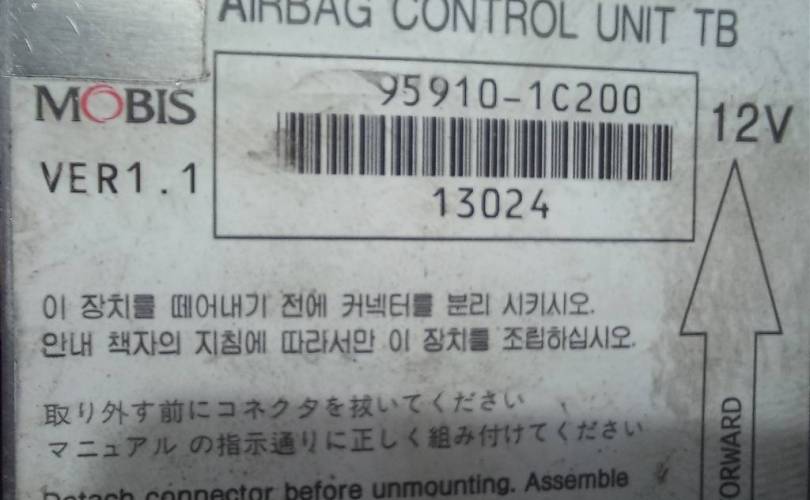 AIRBAG CONTROL UNIT TB
MOBIS
95910-1C200
12V
VER1.1
13024
이 장치를 떼어내기 전에 커넥터를 분리 시키시오.
안내 책자의 지침에 따라서만 이 장치를 조립하십시오.
取り外す前にコネクタを抜いてください
マニュアル の指示通りに正しく組み付けてください
Detach connector before unmounting. Assemble
FORWARD